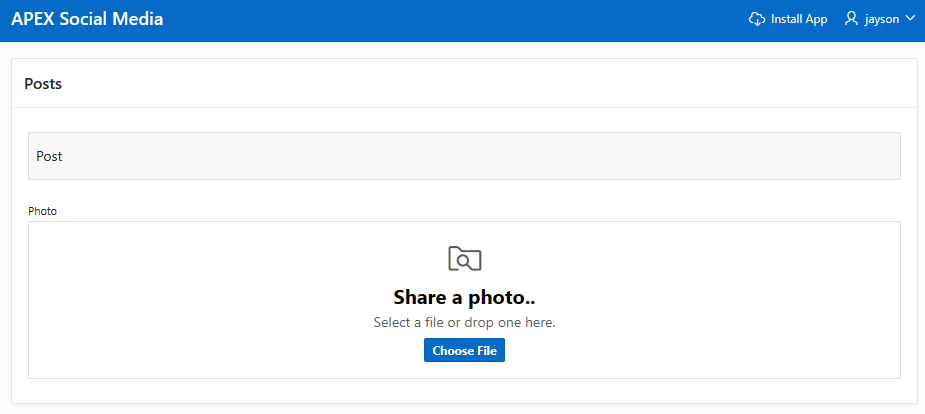 APEX Social Media
Install App
jayson
Posts
Post
Photo
Share a photo..
Select a file or drop one here.
Choose File